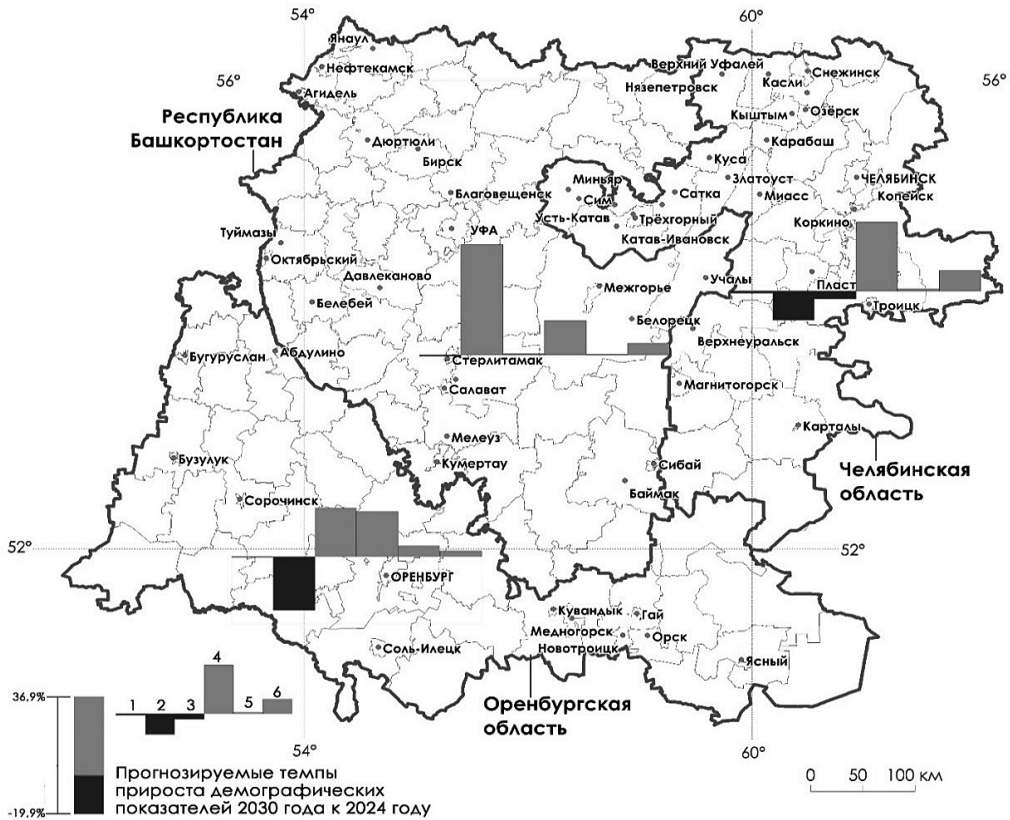 54°
60°
Янаул
56°
Нефтекамск
Верхний Уфалей
Снежинск
56°
Нязепетровск
Касли
Агидель
Кыштым
Озёрск
Республика
Башкортостан
Дюртюли
Карабаш
Бирск
Куса
Миньяр
Златоуст
ЧЕЛЯБИНСК
Благовещенск
Сим
Сатка
Миасс
Копейск
Усть-Катав
Трёхгорный
Туймазы
УФА
Катав-Ивановск
Коркино
Октябрьский
Давлеканово
Учалы
Пласт
Межгорье
Белебей
Троицк
Белорецк
Верхнеуральск
Бугуруслан
Абдулино
Стерлитамак
Салават
Магнитогорск
Карталы
Мелеуз
Бузулук
Кумертау
Сибай
Челябинская
область
Баймак
Сорочинск
52°
52°
ОРЕНБУРГ
Кувандык
Гай
Медногорск
Орск
Новотроицк
Соль-Илецк
Ясный
Оренбургская
область
4
36,9%
1 2 3 5 6
54°
60°
Прогнозируемые темпы
прироста демографических
показателей 2030 года к 2024 году
-19,9%
0 50 100 км